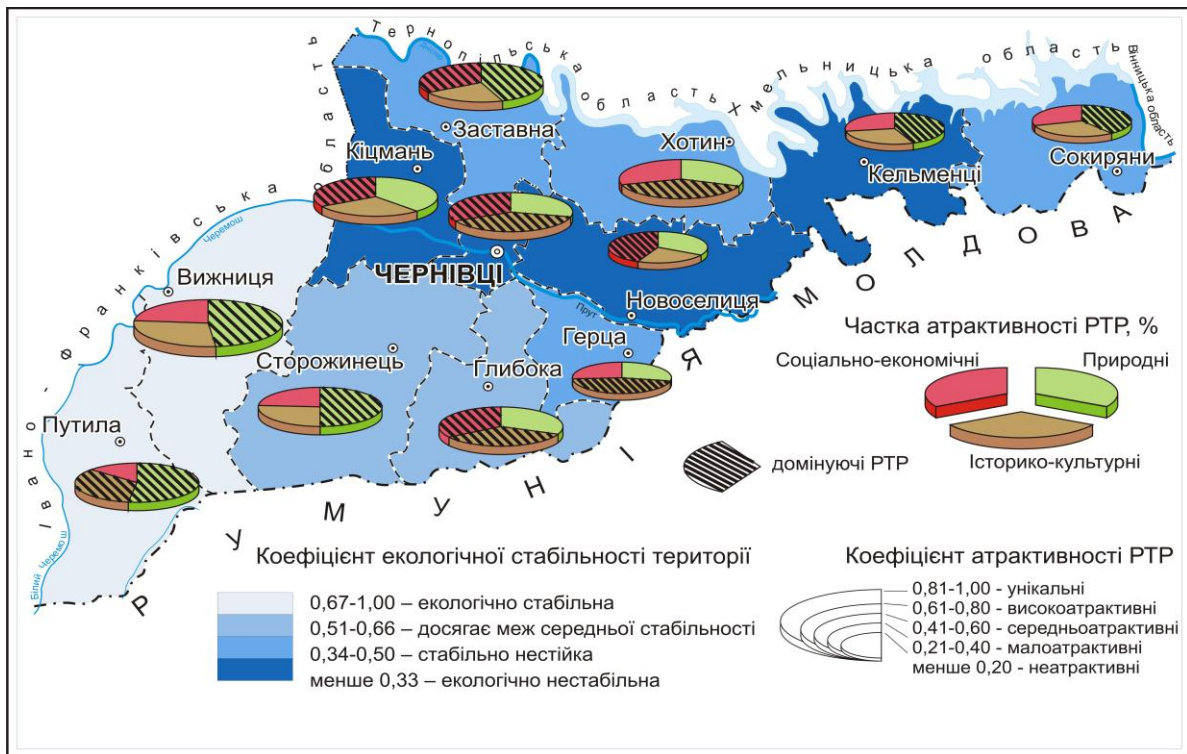 Івано-Франківська область
Тернопільська область
Хмельницька область
Вінницька область
Дністер
Заставна
Кіцмань
Хотин
Кельменці
Сокиряни
Черемош
ЧЕРНІВЦІ
Вижниця
Новоселиця
Прут
Герца
Сторожинець
Глибока
Путила
Білий Черемош
МОЛДОВА
РУМУНІЯ
Частка атрактивності РТР, %
Соціально-економічні
Природні
Історико-культурні
домінуючі РТР
Коефіцієнт екологічної стабільності території
0,67-1,00 – екологічно стабільна
0,51-0,66 – досягає меж середньої стабільності
0,34-0,50 – стабільно нестійка
менше 0,33 – екологічно нестабільна
Коефіцієнт атрактивності РТР
0,81-1,00 - унікальні
0,61-0,80 - високоатрактивні
0,41-0,60 - середньоатрактивні
0,21-0,40 - малоатрактивні
менше 0,20 - неатрактивні